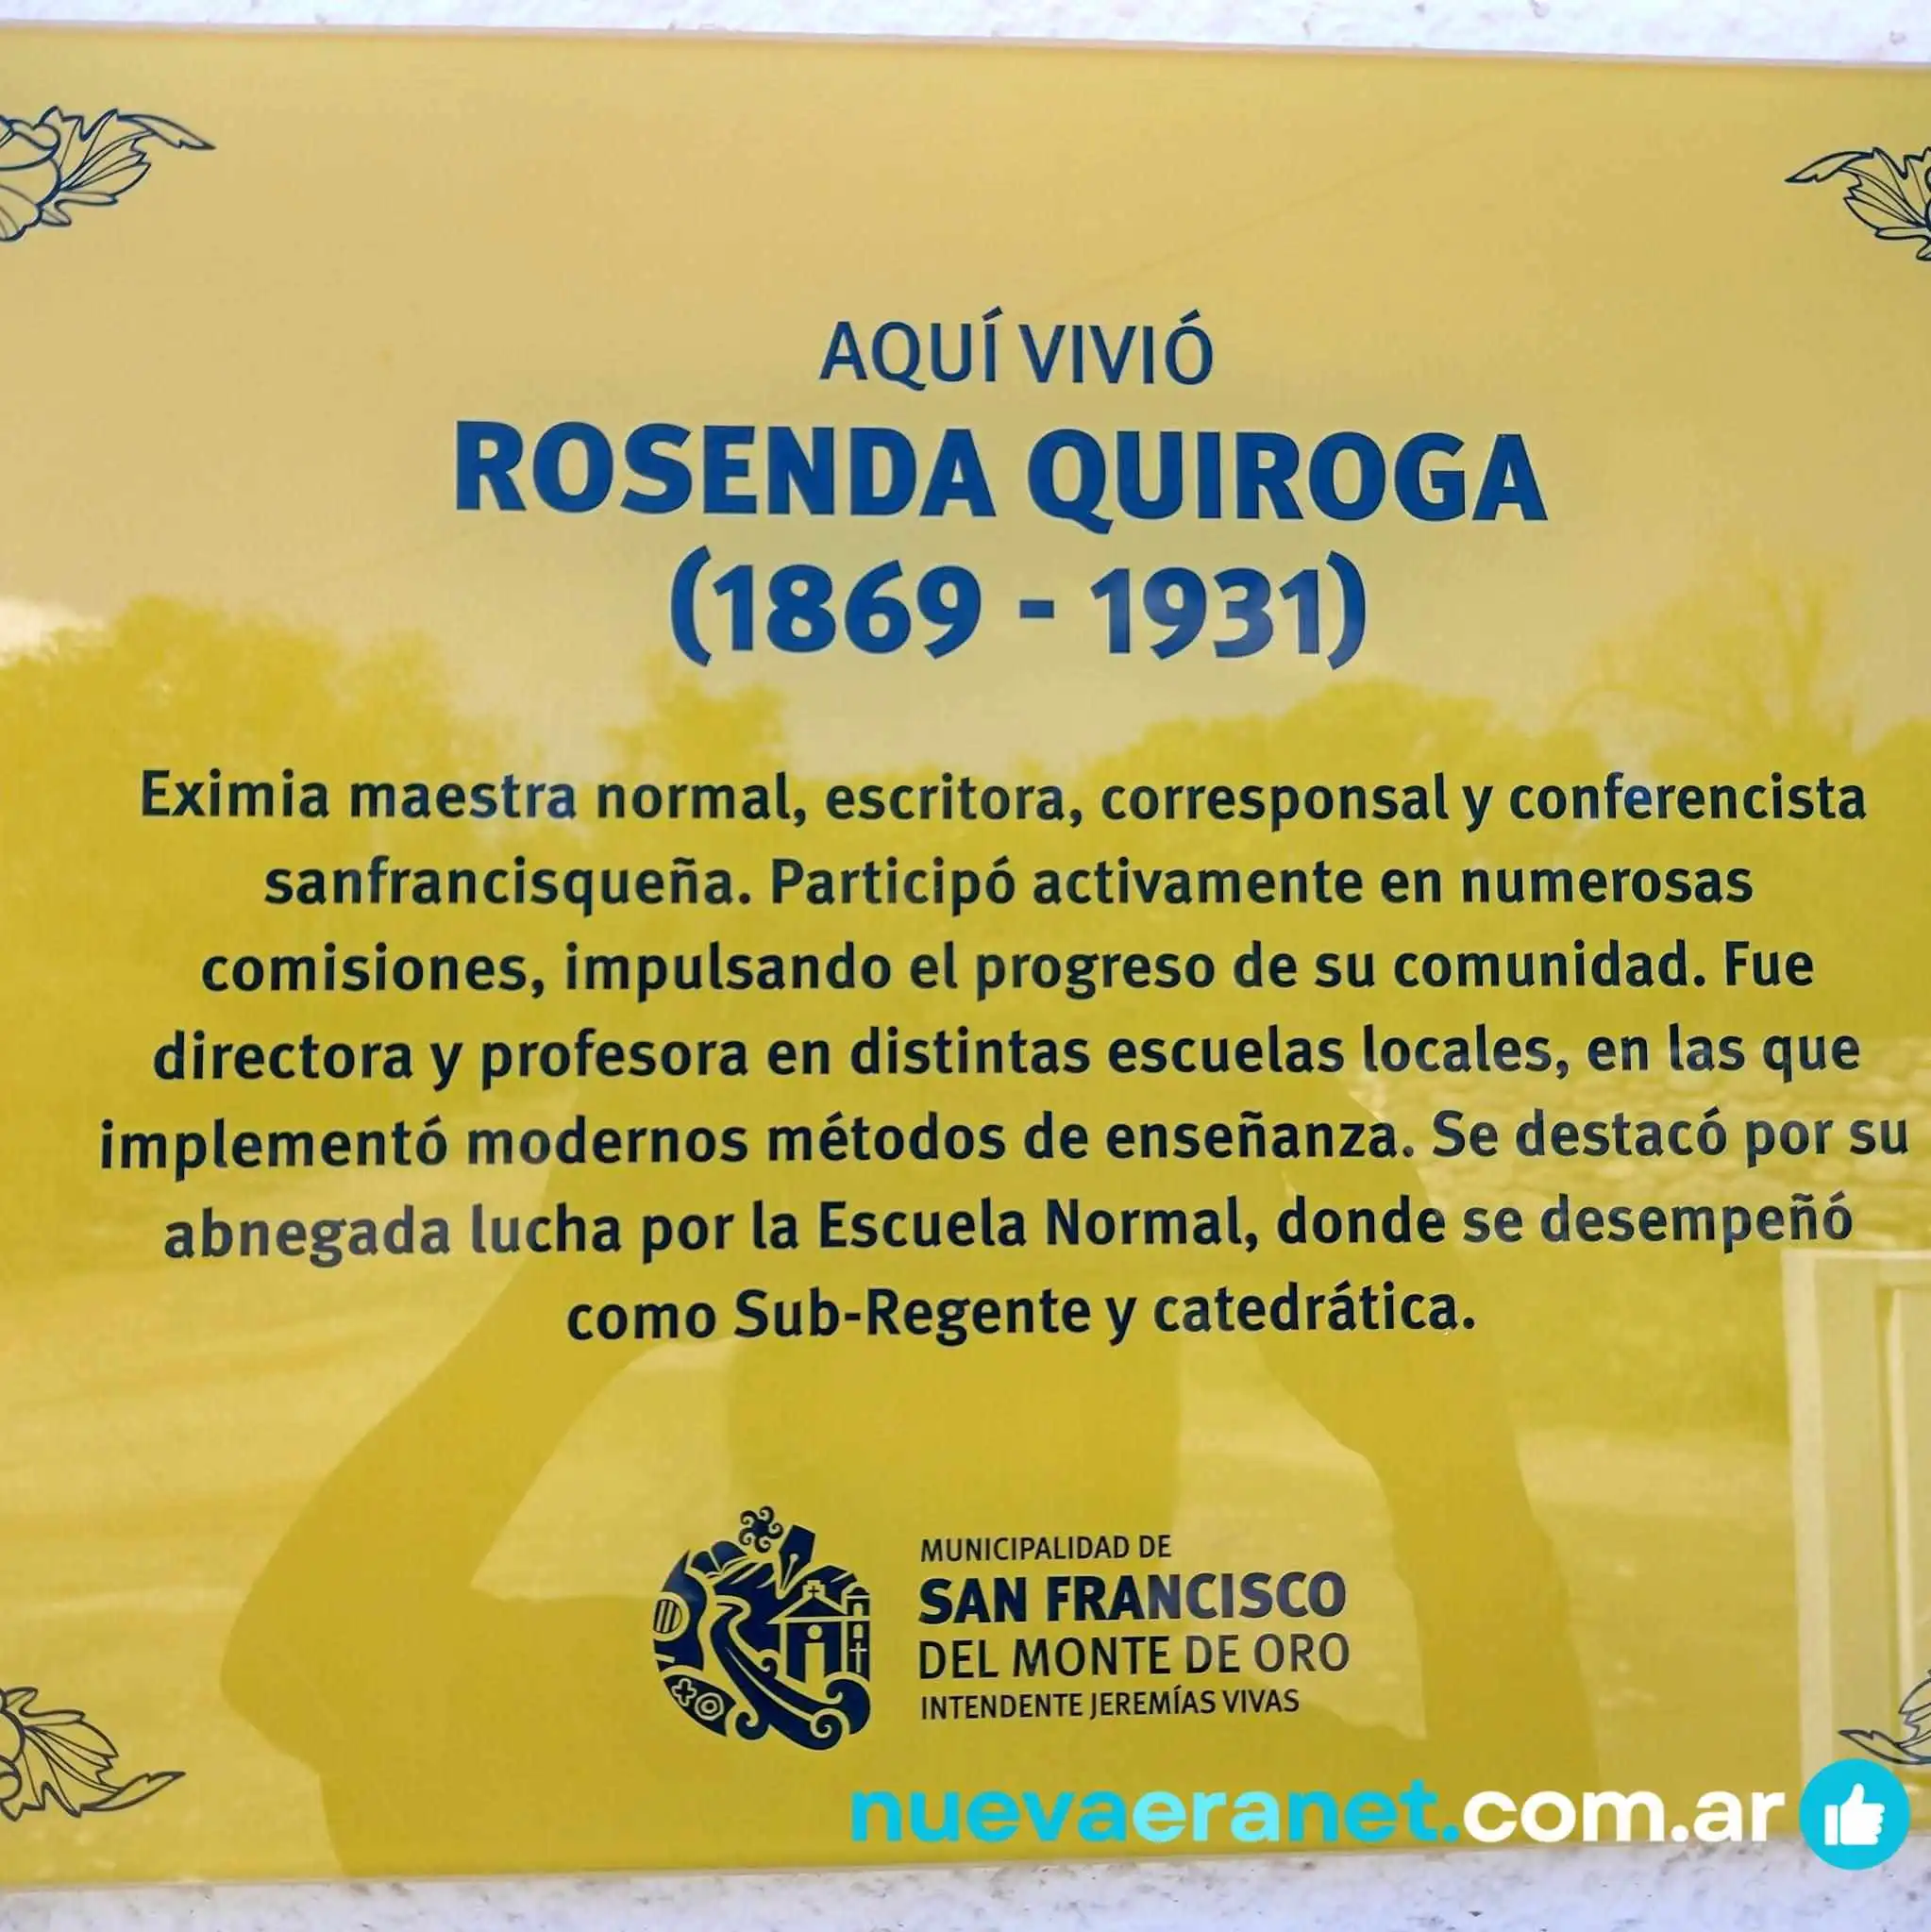 AQUÍ VIVIÓ
ROSENDA QUIROGA
(1869 - 1931)
Eximia maestra normal, escritora, corresponsal y conferencista
sanfrancisqueña. Participó activamente en numerosas
comisiones, impulsando el progreso de su comunidad. Fue
directora y profesora en distintas escuelas locales, en las que
implementó modernos métodos de enseñanza. Se destacó por su
abnegada lucha por la Escuela Normal, donde se desempeñó
como Sub-Regente y catedrática.
MUNICIPALIDAD DE
SAN FRANCISCO
DEL MONTE DE ORO
INTENDENTE JEREMÍAS VIVAS
nuevaeranet.com.ar